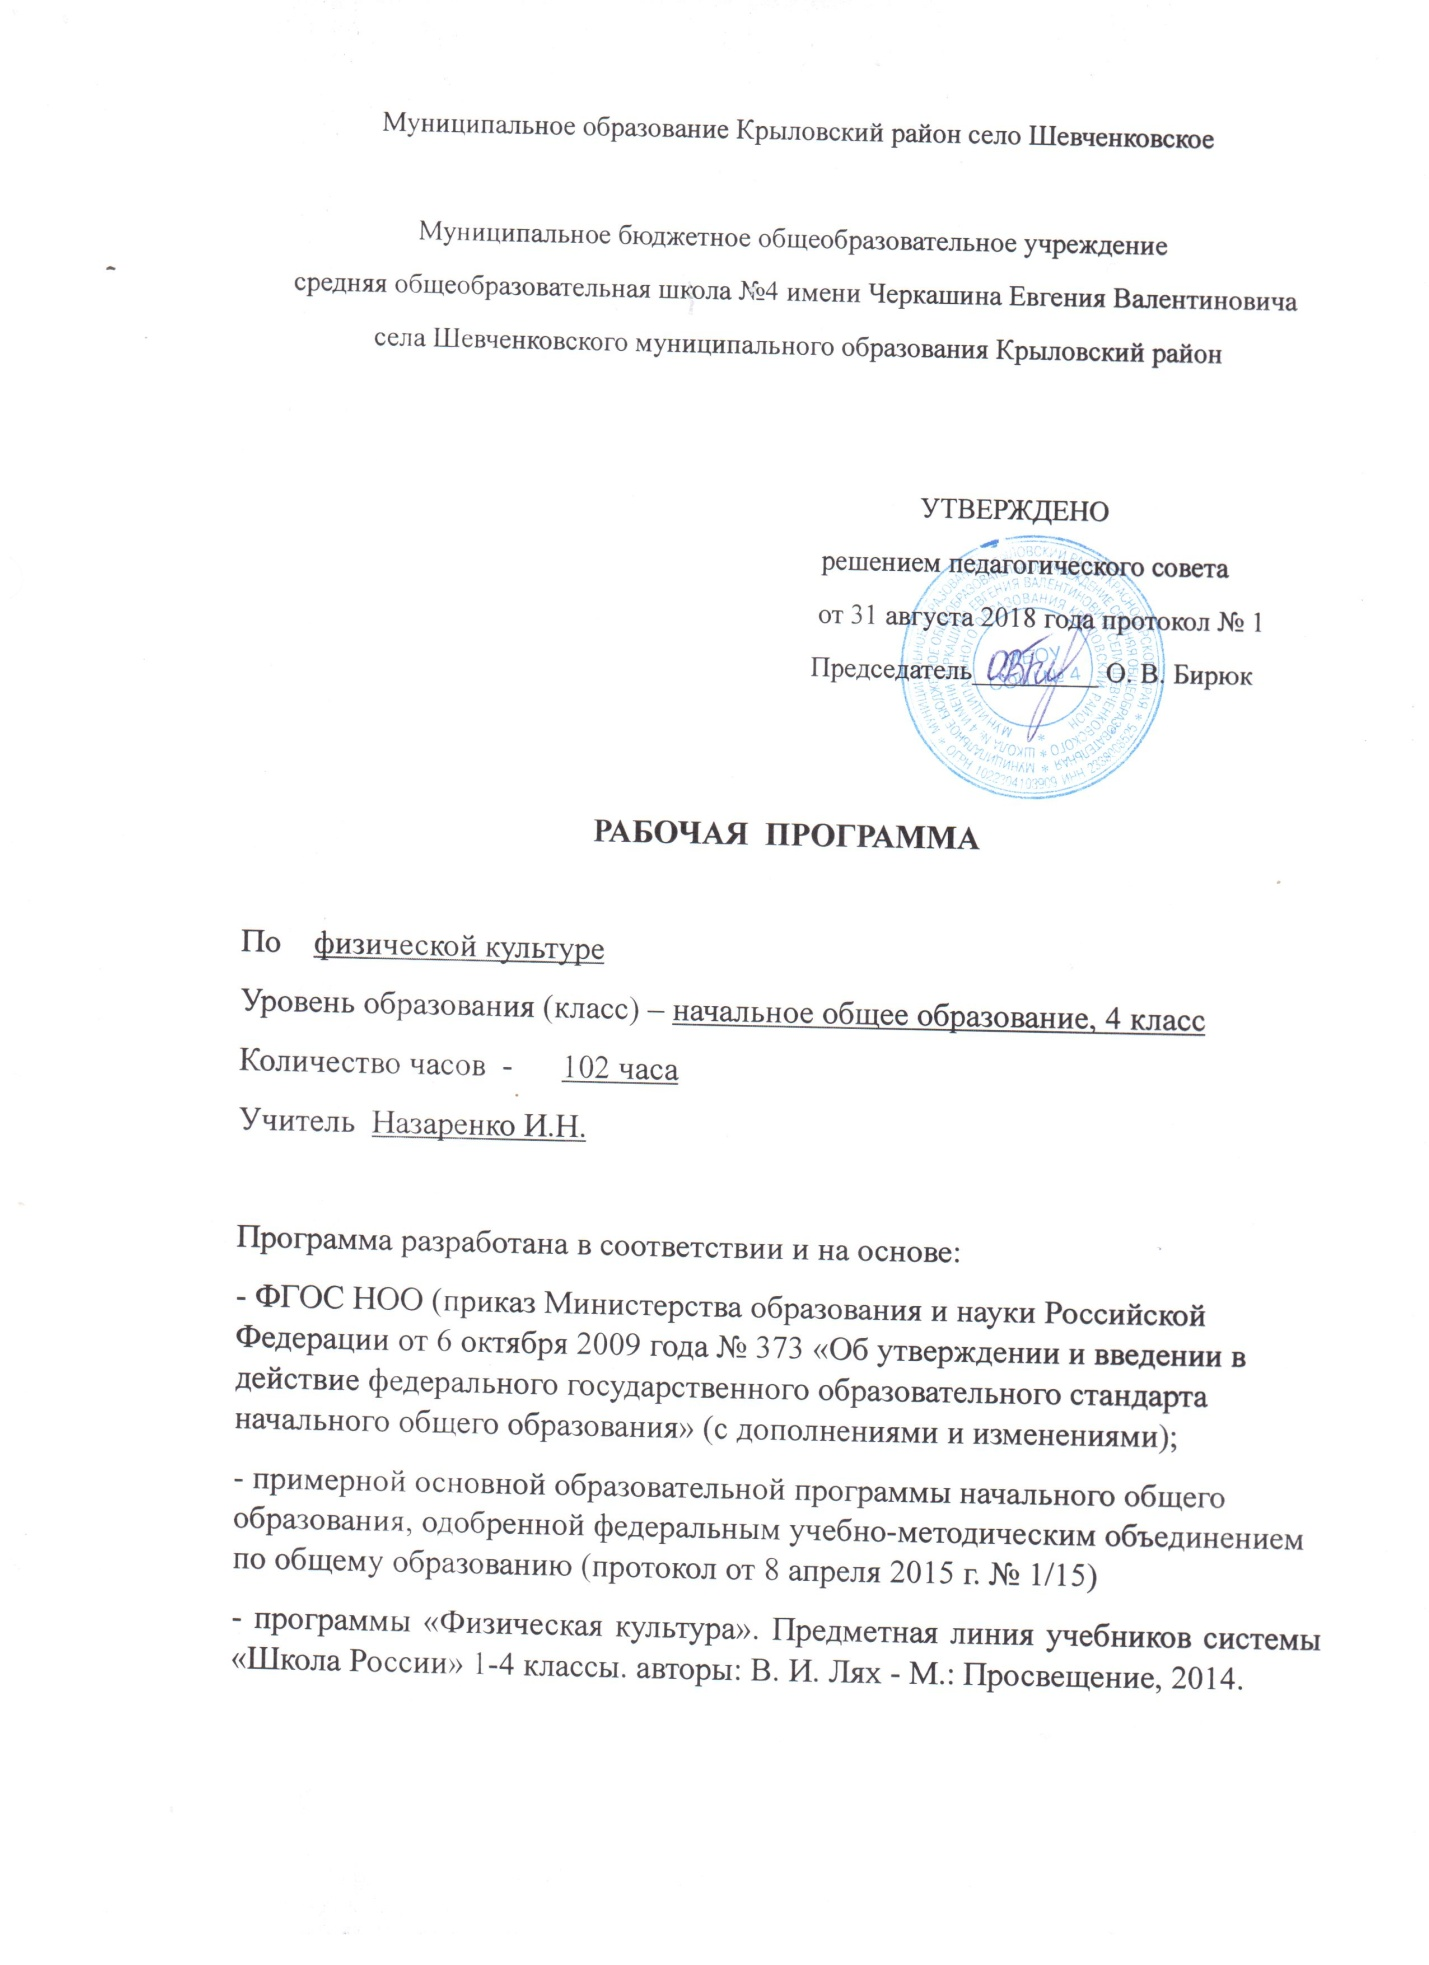 Муниципальное образование Крыловский район село Шевченковское
Муниципальное бюджетное общеобразовательное учреждение
средняя общеобразовательная школа №4 имени Черкашина Евгения Валентиновича
села Шевченковского муниципального образования Крыловский район
УТВЕРЖДЕНО
решением педагогического совета
от 31 августа 2018 года протокол № 1
Председатель__________ О. В. Бирюк
РАБОЧАЯ ПРОГРАММА
По физической культуре
Уровень образования (класс) – начальное общее образование, 4 класс
Количество часов - 102 часа
Учитель Назаренко И.Н.
Программа разработана в соответствии и на основе:
- ФГОС НОО (приказ Министерства образования и науки Российской
Федерации от 6 октября 2009 года № 373 «Об утверждении и введении в
действие федерального государственного образовательного стандарта
начального общего образования» (с дополнениями и изменениями);
- примерной основной образовательной программы начального общего
образования, одобренной федеральным учебно-методическим объединением
по общему образованию (протокол от 8 апреля 2015 г. № 1/15)
- программы «Физическая культура». Предметная линия учебников системы
«Школа России» 1-4 классы. авторы: В. И. Лях - М.: Просвещение, 2014.